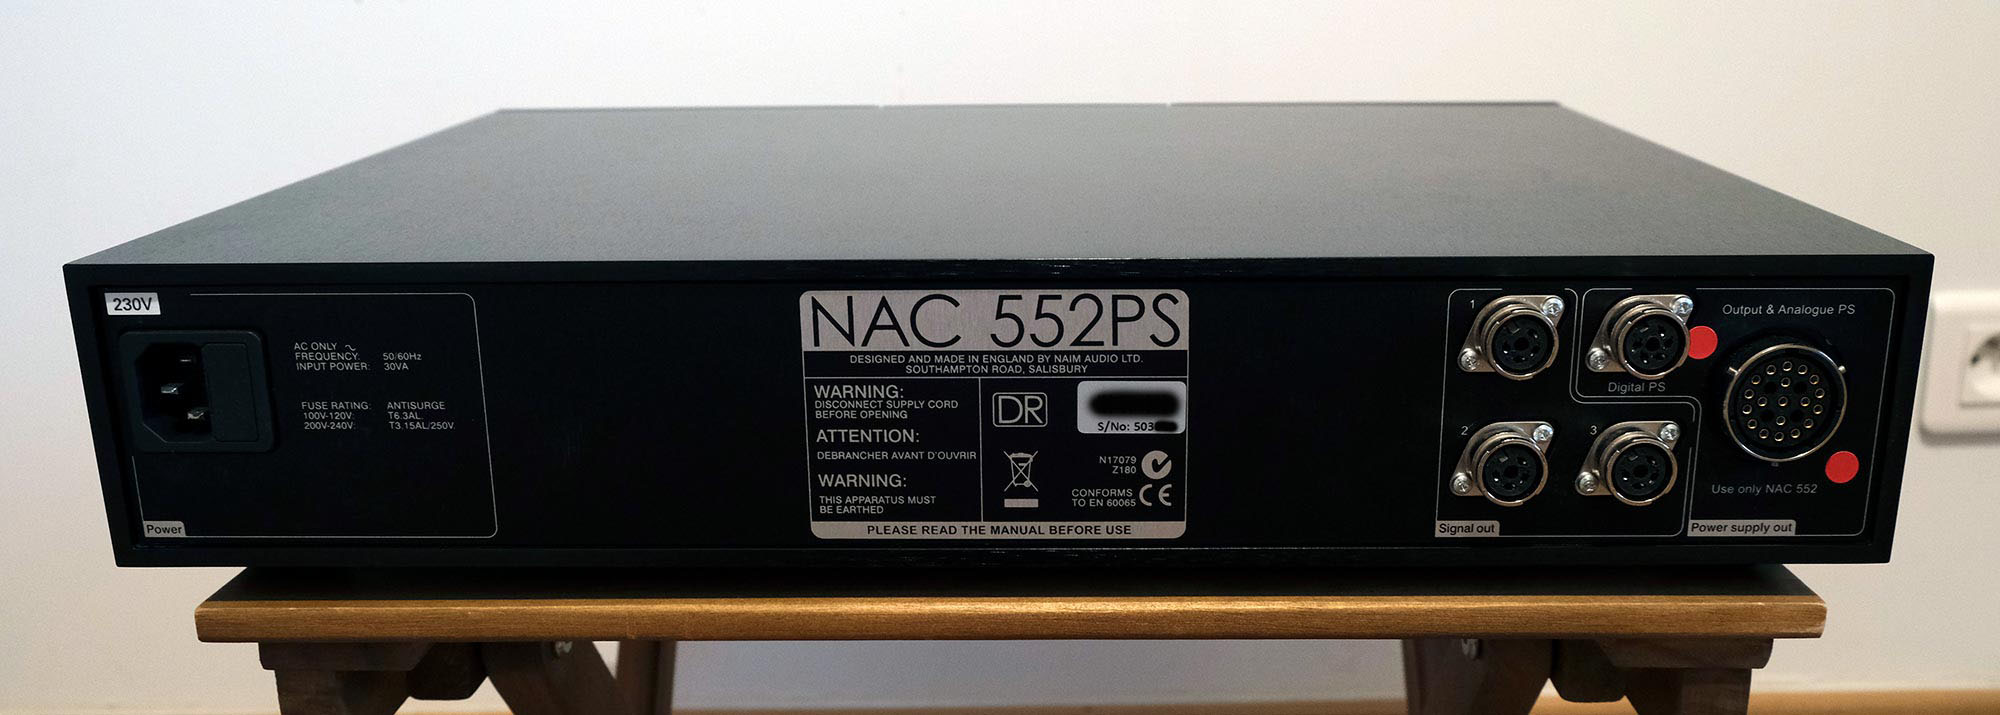 230V
AC ONLY ~
FREQUENCY: 50/60Hz
INPUT POWER: 30VA
FUSE RATING: ANTISURGE
100V-120V: T6.3AL
200V-240V: T3.15AL/250V.
Power
NAC 552PS
DESIGNED AND MADE IN ENGLAND BY NAIM AUDIO LTD.
SOUTHAMPTON ROAD, SALISBURY
WARNING:
DISCONNECT SUPPLY CORD
BEFORE OPENING
ATTENTION:
DEBRANCHER AVANT D'OUVRIR
WARNING:
THIS APPARATUS MUST
BE EARTHED
DR
S/No: 503
N17079
Z180
CONFORMS
TO EN 60065
CE
PLEASE READ THE MANUAL BEFORE USE
1
2
3
Signal out
Digital PS
Output & Analogue PS
Use only NAC 552
Power supply out